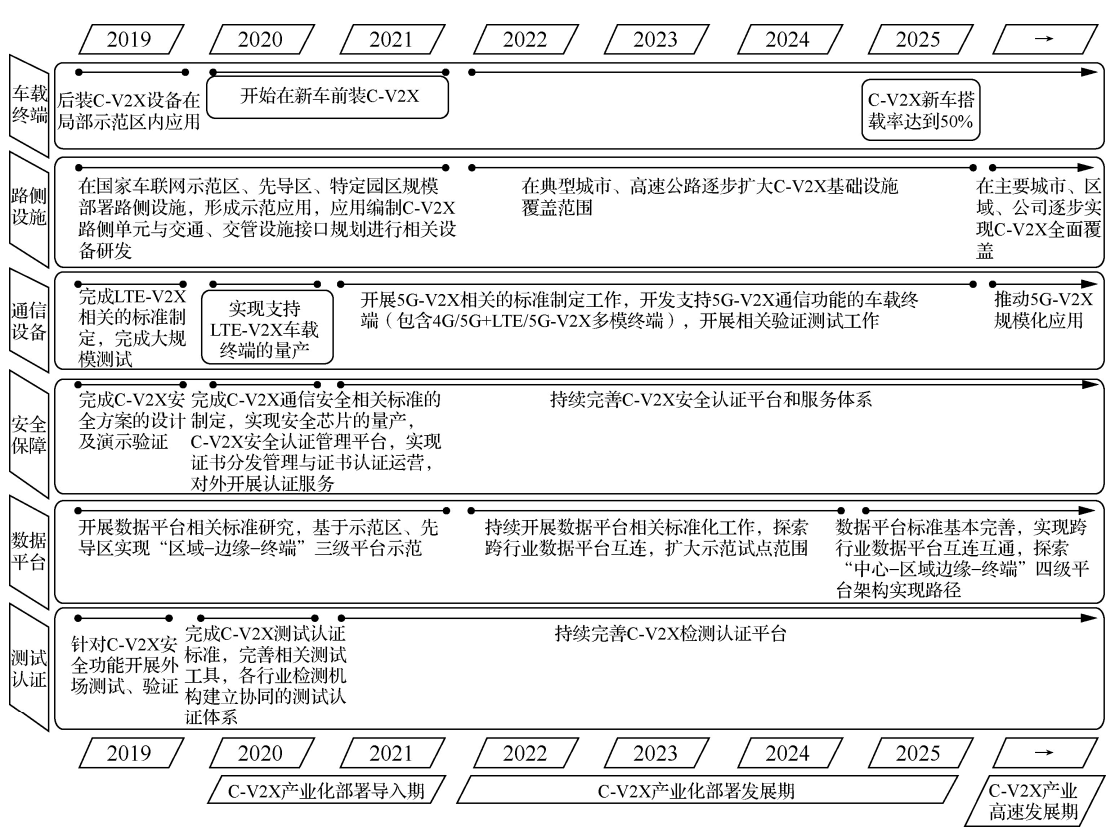 2019 2020 2021 2022 2023 2024 2025 →
车载
终端
后装C-V2X设备在
局部示范区内应用
开始在新车前装C-V2X
C-V2X新车搭
载率达到50%
路侧
设施
在国家车联网示范区、先导区、特定园区规模
部署路侧设施，形成示范应用，应用编制C-V2X
路侧单元与交通、交管设施接口规划进行相关设
备研发
在典型城市、高速公路逐步扩大C-V2X基础设施
覆盖范围
在主要城市、区
域、公司逐步实
现C-V2X全面覆
盖
通信
设备
完成LTE-V2X
相关的标准制
定，完成大规
模测试
实现支持
LTE-V2X车载
终端的量产
开展5G-V2X相关的标准制定工作，开发支持5G-V2X通信功能的车载终
端（包含4G/5G+LTE/5G-V2X多模终端），开展相关验证测试工作
推动5G-V2X
规模化应用
安全
保障
完成C-V2X安
全方案的设计
及演示验证
完成C-V2X通信安全相关标准的
制定，实现安全芯片的量产，
C-V2X安全认证管理平台，实现
证书分发管理与证书认证运营，
对外开展认证服务
持续完善C-V2X安全认证平台和服务体系
数据
平台
开展数据平台相关标准研究，基于示范区、先
导区实现“区域–边缘–终端”三级平台示范
持续开展数据平台相关标准化工作，探索
跨行业数据平台互连，扩大示范试点范围
数据平台标准基本完善，实现跨
行业数据平台互连互通，探索
“中心–区域边缘–终端”四级平
台架构实现路径
测试
认证
针对C-V2X安
全功能开展外
场测试、验证
完成C-V2X测试认证
标准，完善相关测试
工具，各行业检测机
构建立协同的测试认
证体系
持续完善C-V2X检测认证平台
2019 2020 2021 2022 2023 2024 2025 →
C-V2X产业化部署导入期
C-V2X产业化部署发展期
C-V2X产业
高速发展期